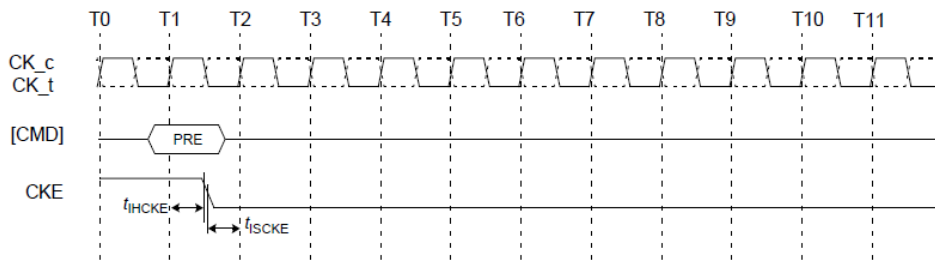 T0 T1 T2 T3 T4 T5 T6 T7 T8 T9 T10 T11
CK_c
CK_t
[CMD] PRE
CKE
tIHCKE
tISCKE